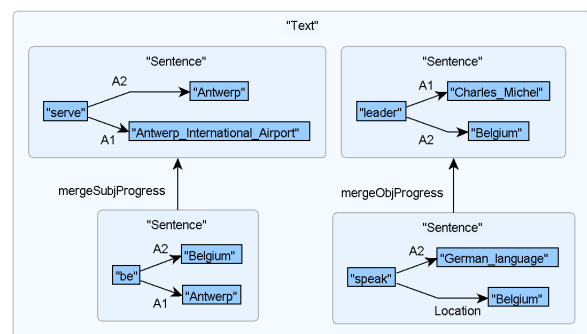 "Text"
"Sentence"
A2
"Antwerp"
"serve"
"Antwerp_International_Airport"
A1
"Sentence"
A1
"Charles_Michel"
"leader"
"Belgium"
A2
mergeSubjProgress
mergeObjProgress
"Sentence"
A2
"Belgium"
"be"
A1
"Antwerp"
"Sentence"
A2
"German_language"
"speak"
"Belgium"
Location